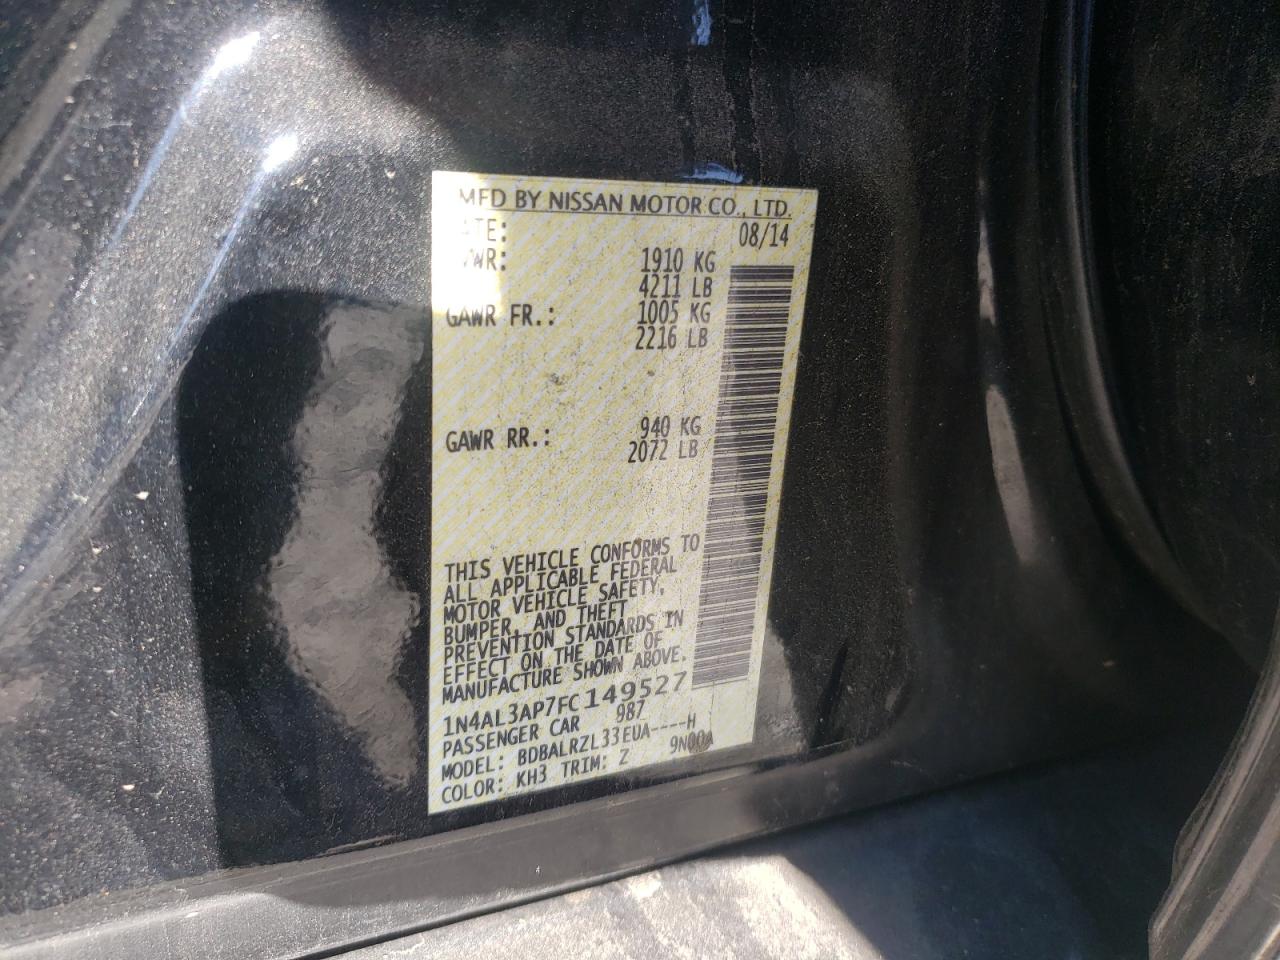 MFD BY NISSAN MOTOR CO., LTD.
08/14
1910 KG
4211 LB
GAWR FR.: 1005 KG
2216 LB
GAWR RR.: 940 KG
2072 LB
THIS VEHICLE CONFORMS TO
ALL APPLICABLE FEDERAL
MOTOR VEHICLE SAFETY,
BUMPER, AND THEFT
PREVENTION STANDARDS IN
EFFECT ON THE DATE OF
MANUFACTURE SHOWN ABOVE.
1N4AL3AP7FC149527
PASSENGER CAR 987
MODEL: BDBALRZL33EUA----H
COLOR: KH3 TRIM: Z 9N00A